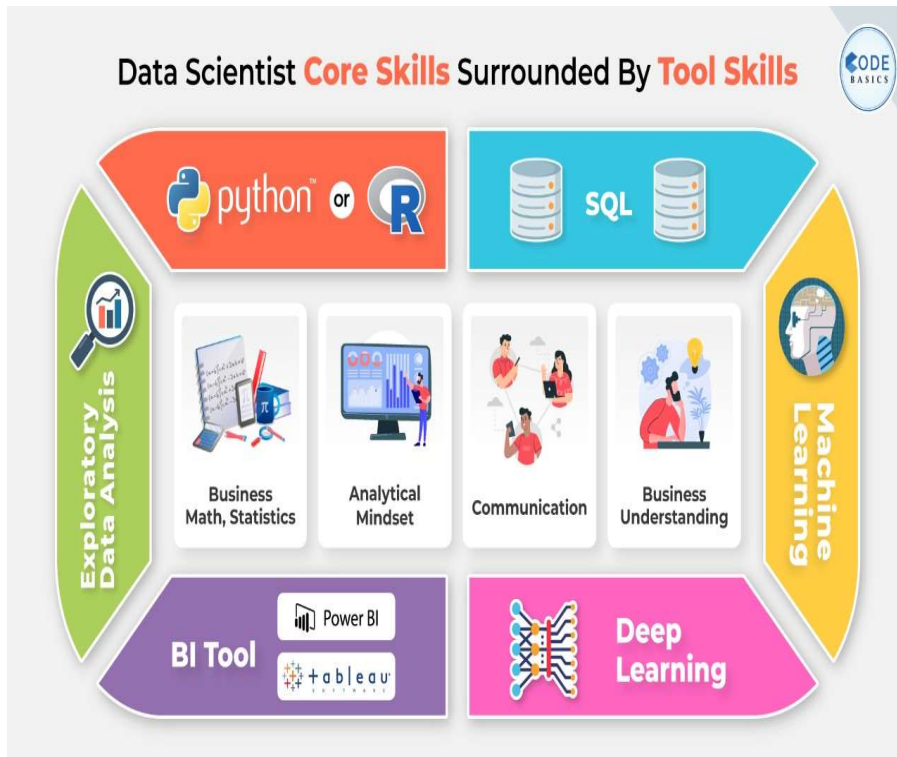 Data Scientist Core Skills Surrounded By Tool Skills
CODE
BASICS
python™ or R
SQL
Exploratory
Data Analysis
Business
Math, Statistics
Analytical
Mindset
Communication
Business
Understanding
Machine
Learning
BI Tool
Power BI
+ableau
SOFTWARE
Deep
Learning